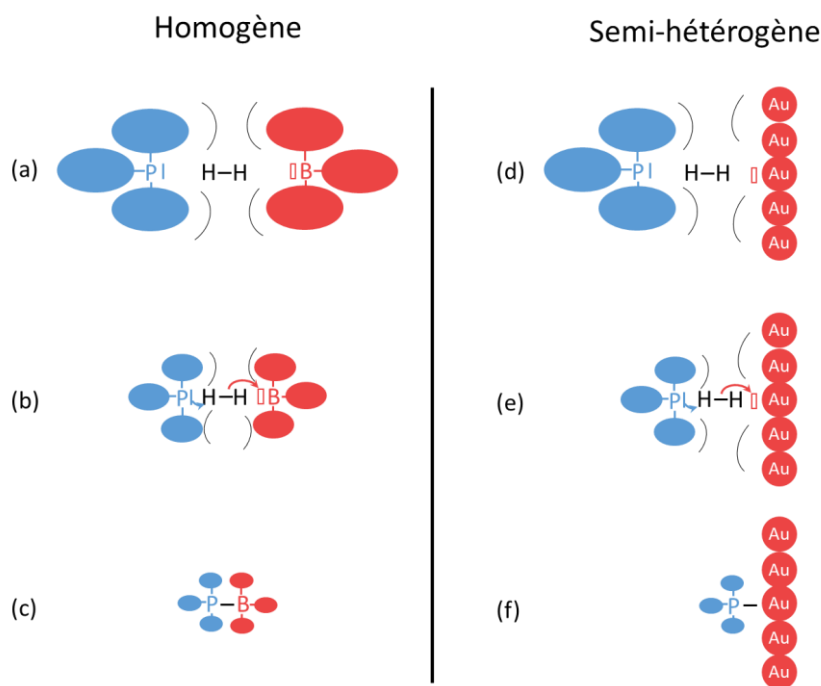 Homogène
Semi-hétérogène
(a)
P
H–H
B
(d)
P
H–H
Au
Au
Au
Au
Au
(b)
P
H–H
B
(e)
P
H–H
Au
Au
Au
Au
Au
(c)
P–B
(f)
P–
Au
Au
Au
Au
Au